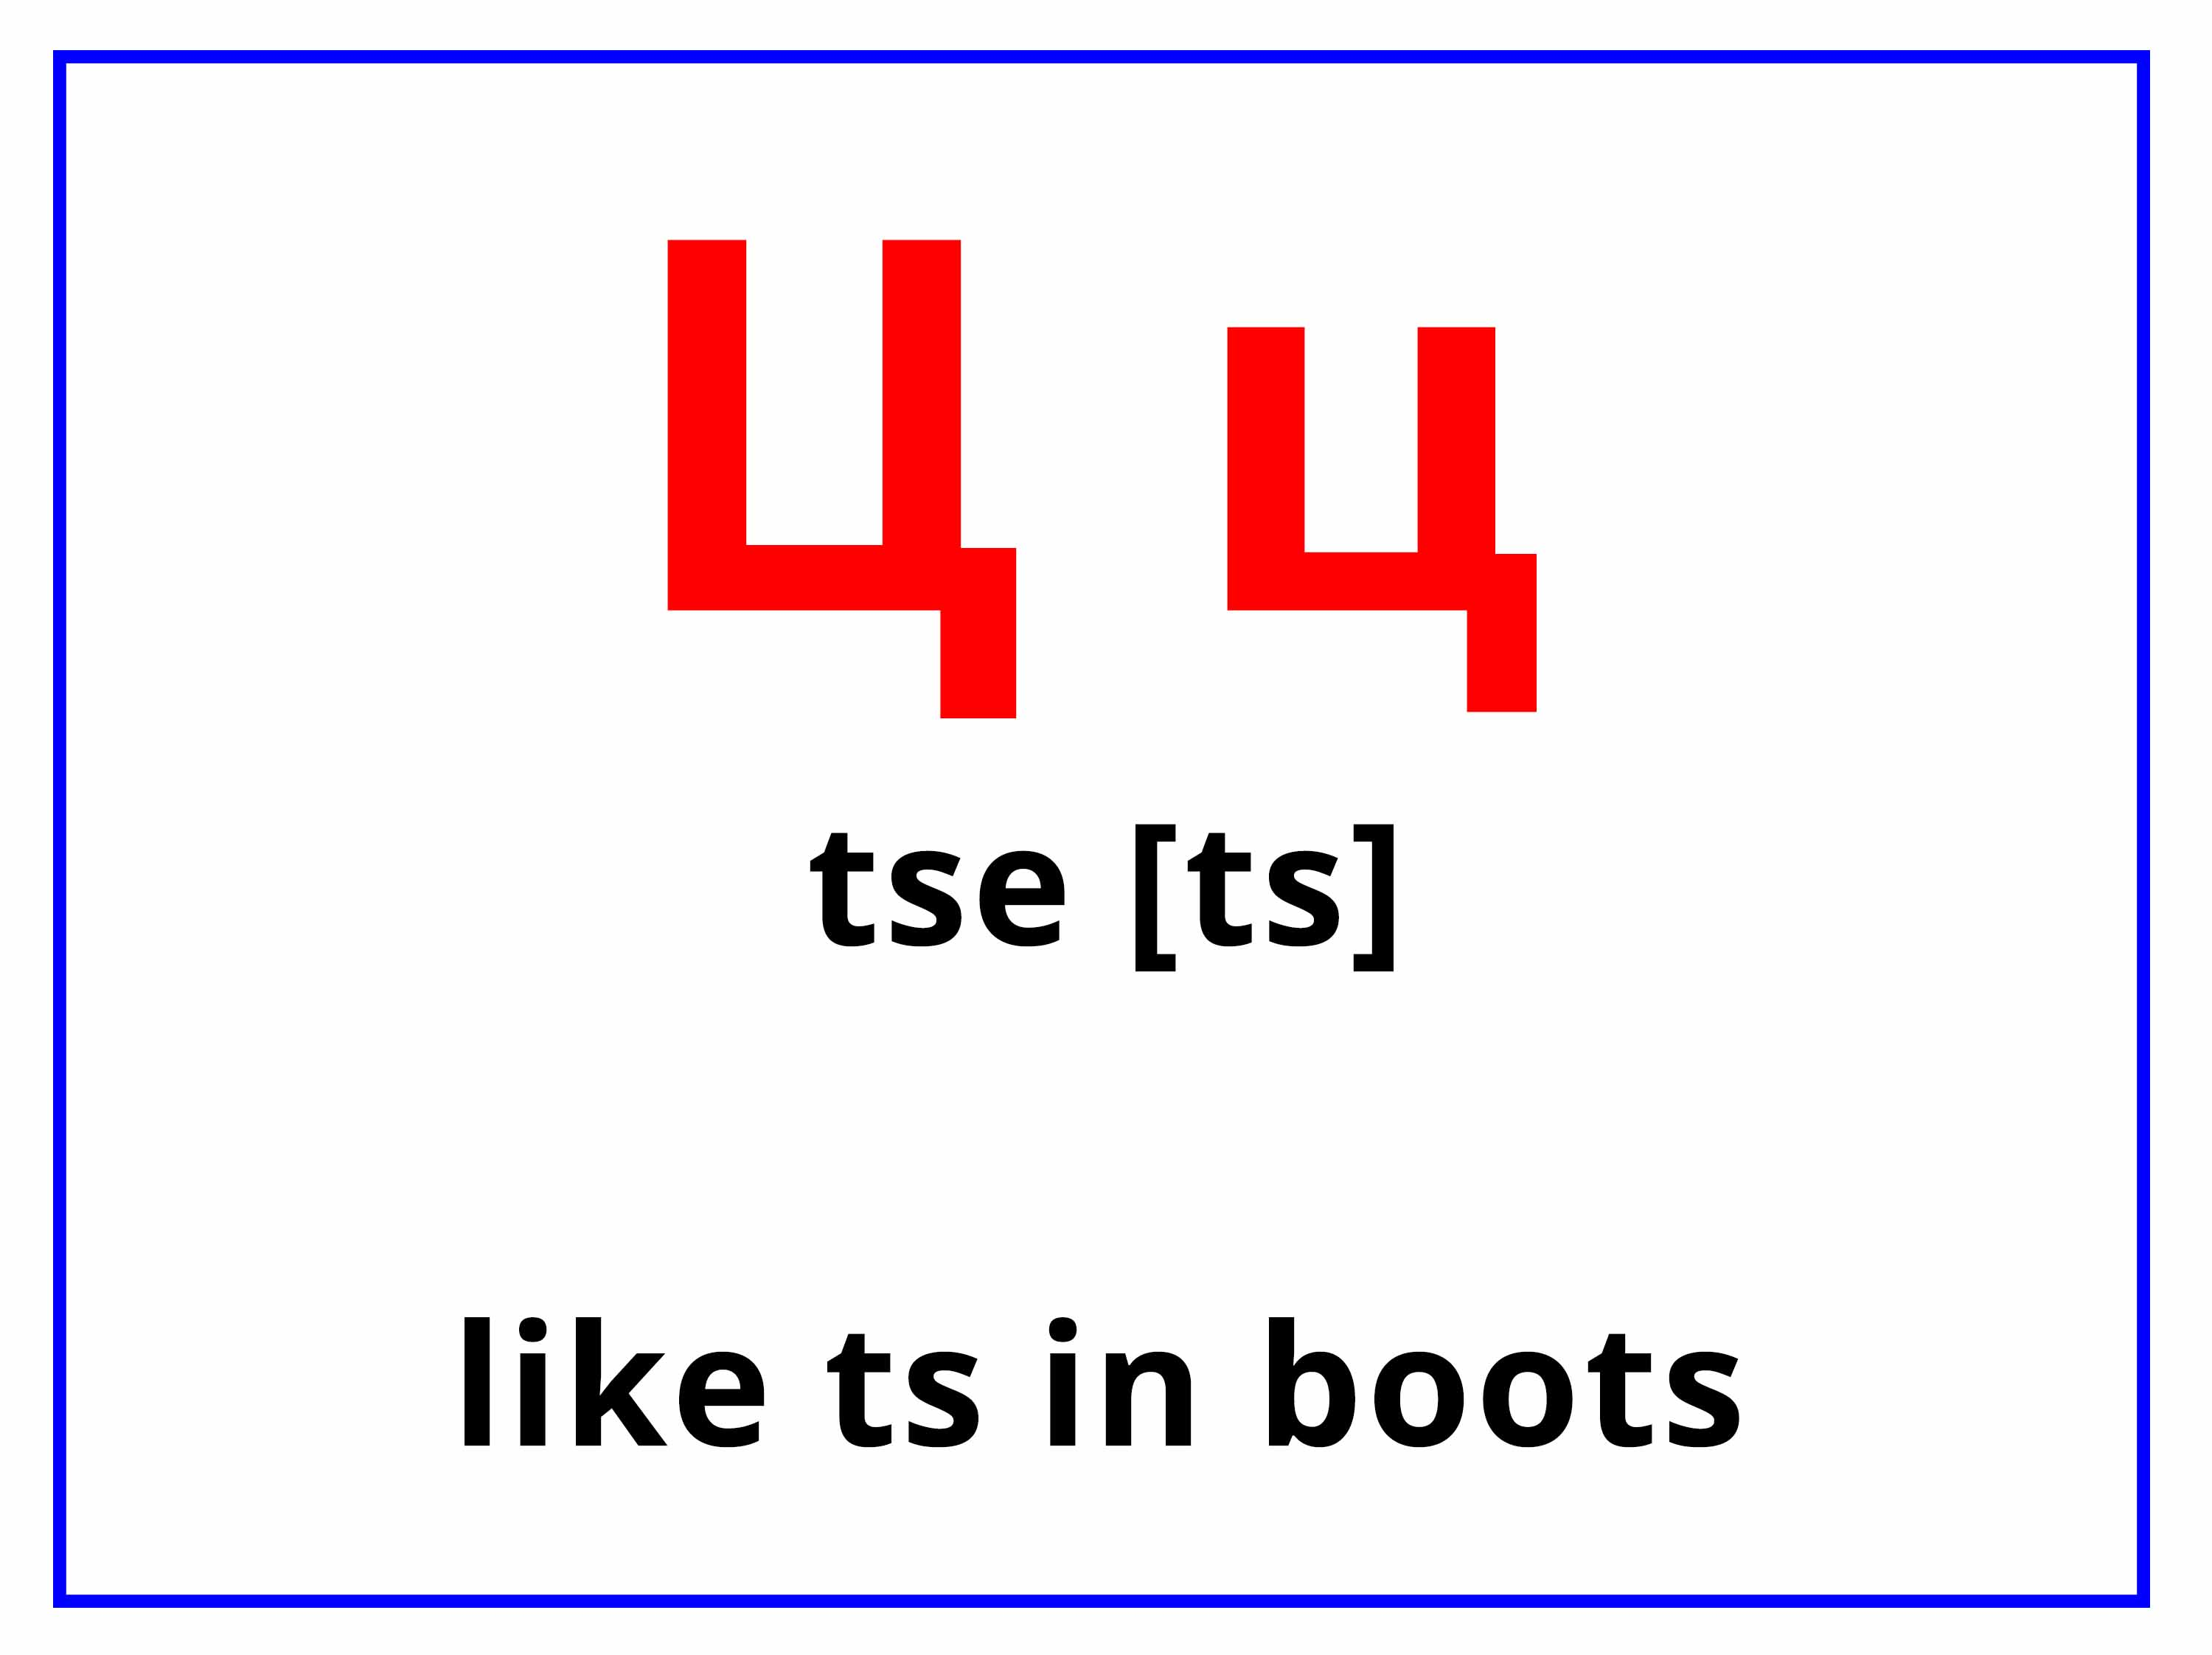 Ц ц
tse [ts]
like ts in boots